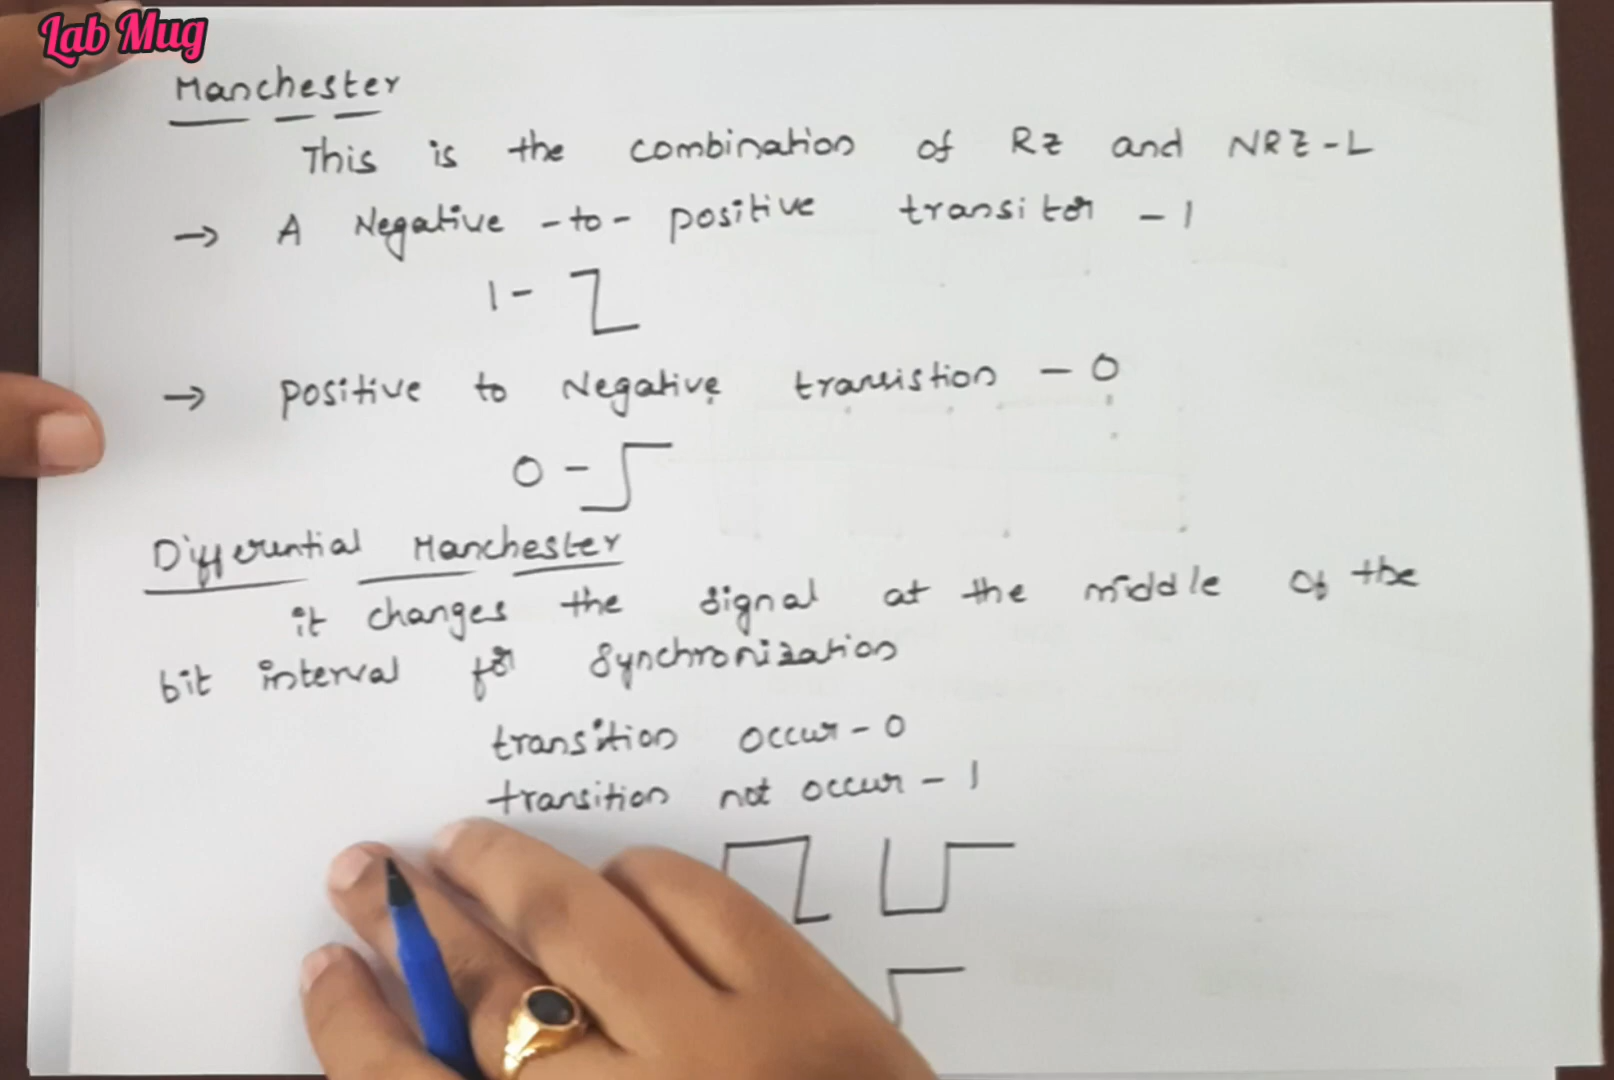 Lab Mug
Manchester
This is the combination of RZ and NRZ-L
→ A Negative -to- positive transitor - 1
1 -
→ positive to Negative transistion - 0
0 -
Differential Manchester
it changes the signal at the middle of the
bit interval for synchronization
transition occur - 0
transition not occur - 1